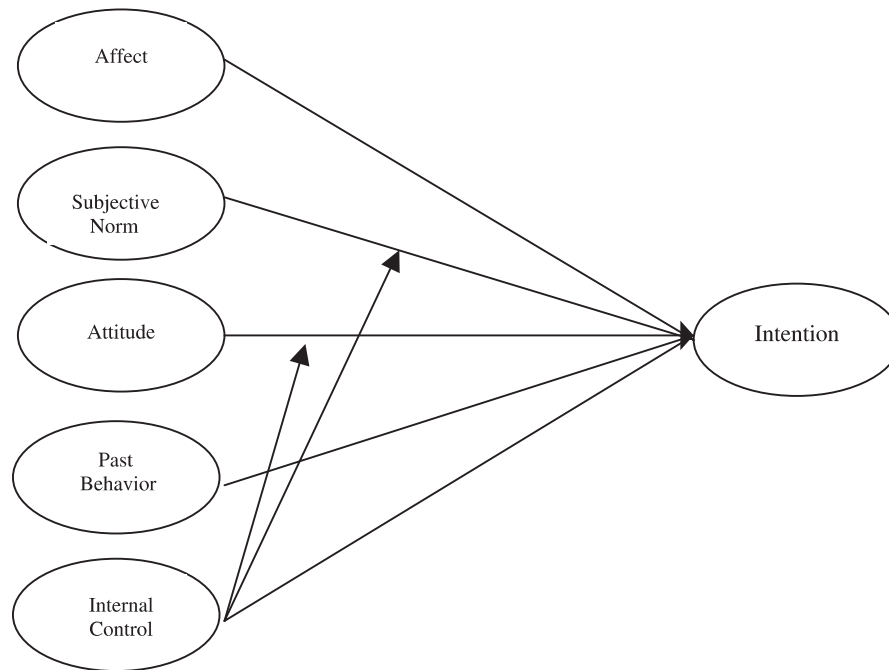 Affect
Subjective
Norm
Attitude
Intention
Past
Behavior
Internal
Control